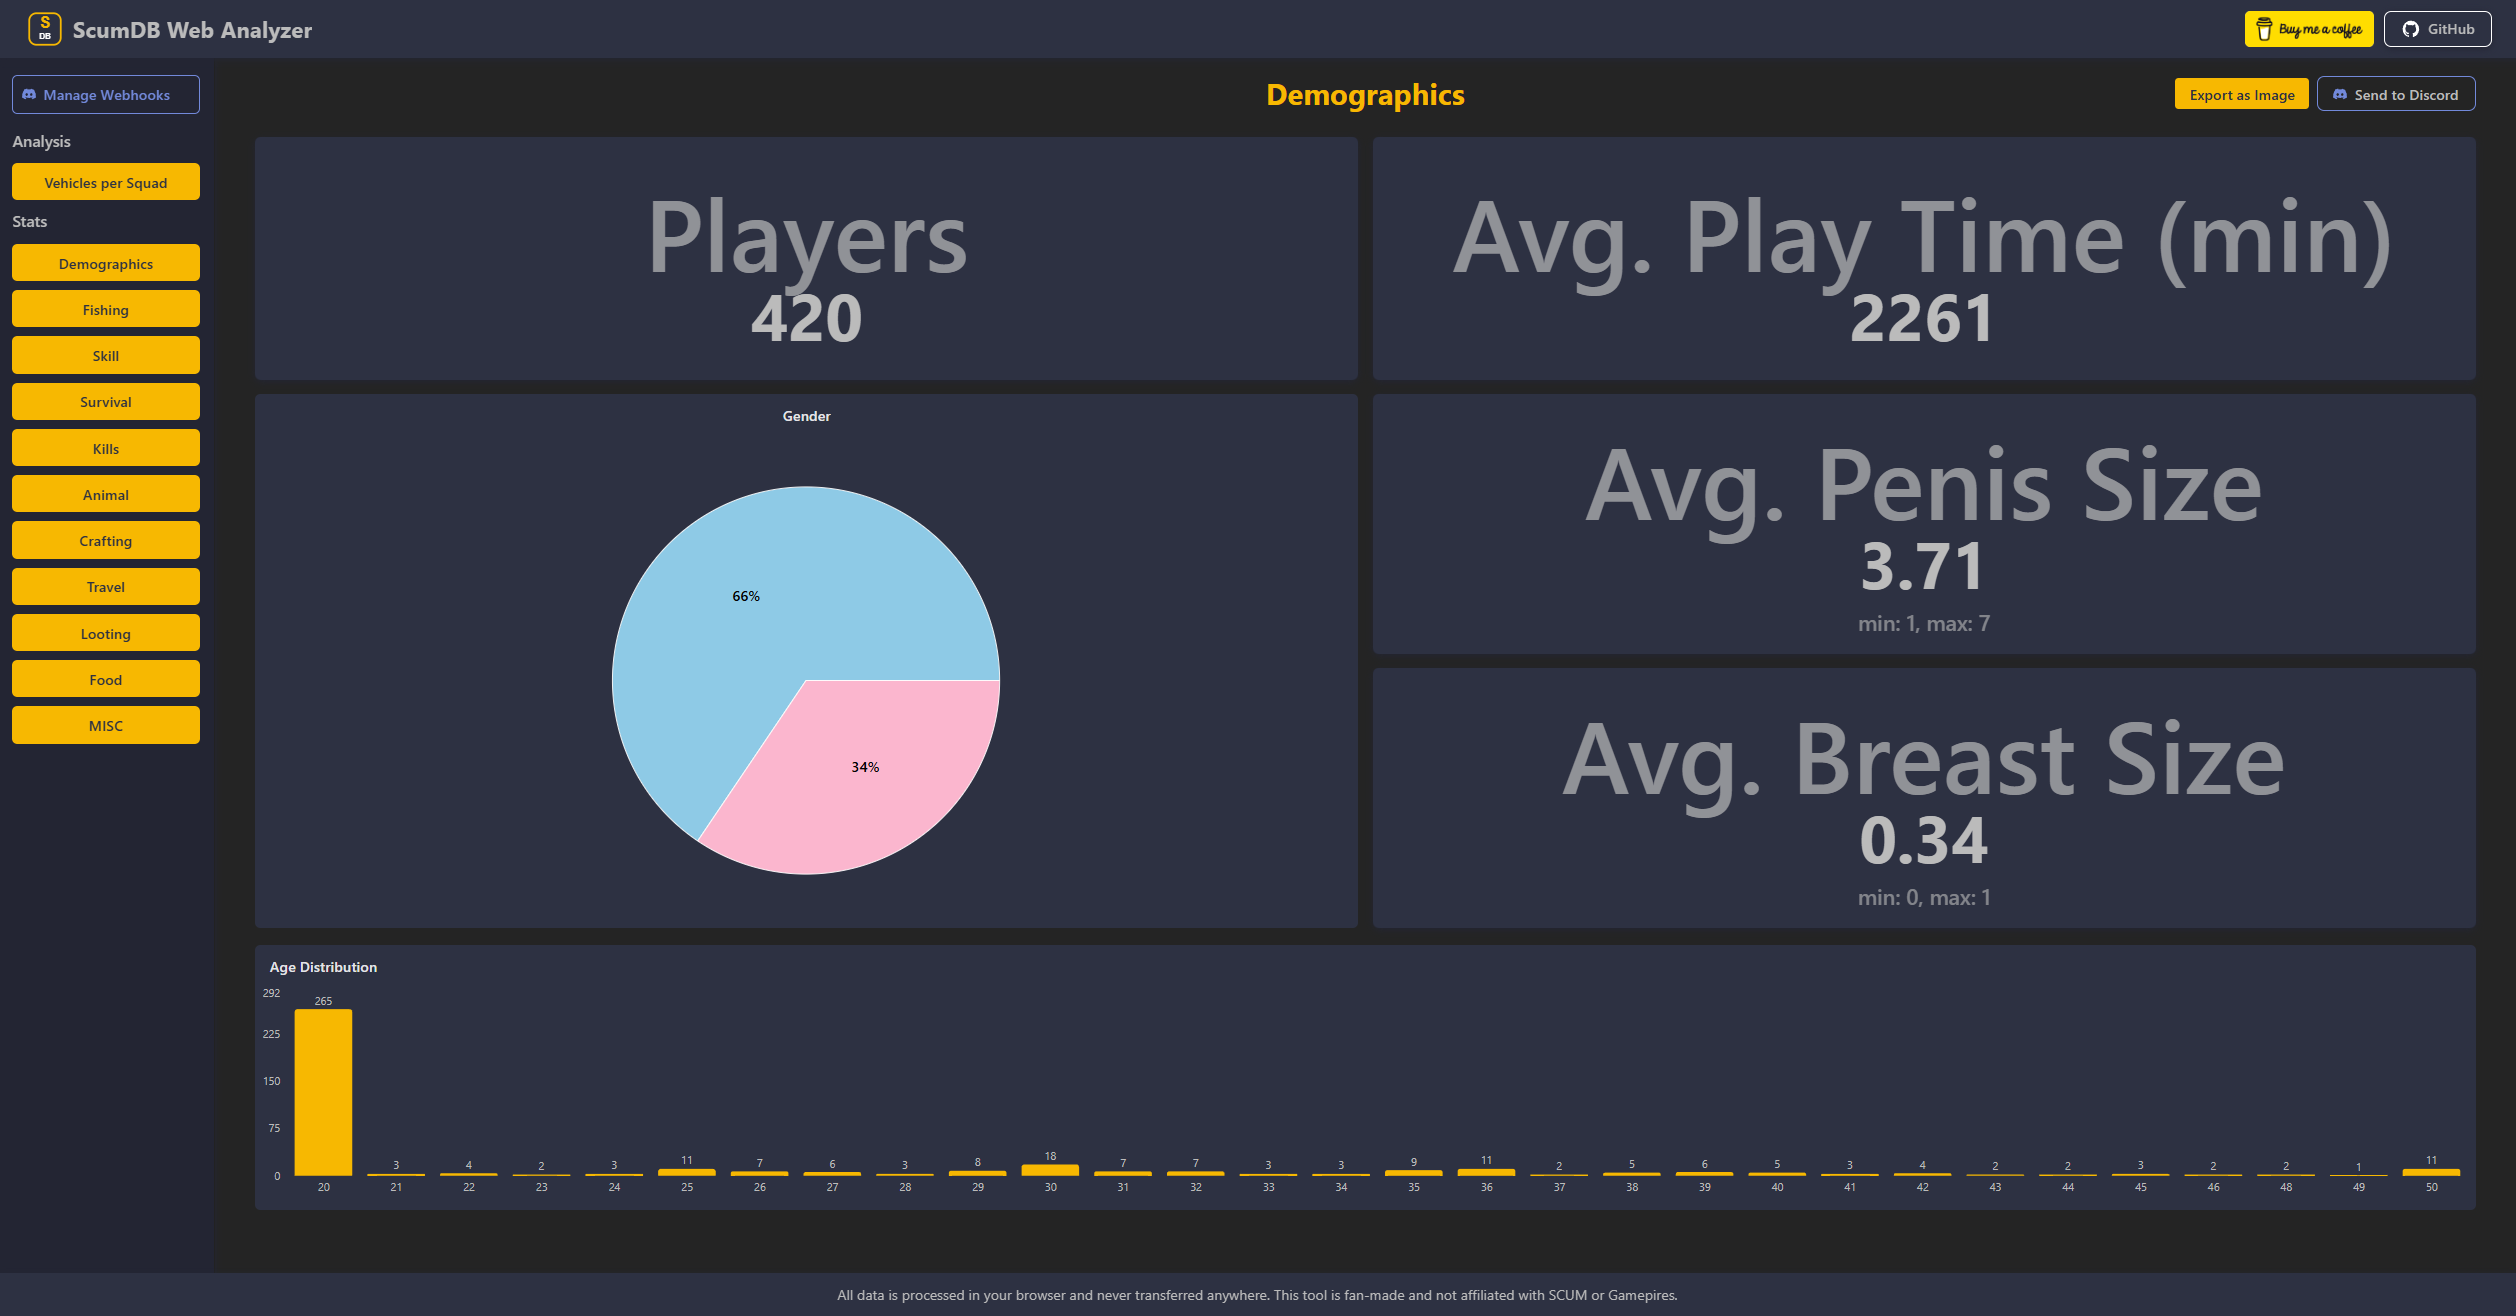 S
DB
ScumDB Web Analyzer
Buy me a coffee
GitHub
Manage Webhooks
Analysis
Vehicles per Squad
Stats
Demographics
Fishing
Skill
Survival
Kills
Animal
Crafting
Travel
Looting
Food
MISC
Demographics
Export as Image
Send to Discord
Players
420
Avg. Play Time (min)
2261
Gender
66%
34%
Avg. Penis Size
3.71
min: 1, max: 7
Avg. Breast Size
0.34
min: 0, max: 1
Age Distribution
292
225
150
75
0
265 3 4 2 3 11 7 6 3 8 18 7 7 3 3 9 11 2 5 6 5 3 4 2 2 3 2 2 1 11
20 21 22 23 24 25 26 27 28 29 30 31 32 33 34 35 36 37 38 39 40 41 42 43 44 45 46 48 49 50
All data is processed in your browser and never transferred anywhere. This tool is fan-made and not affiliated with SCUM or Gamepires.